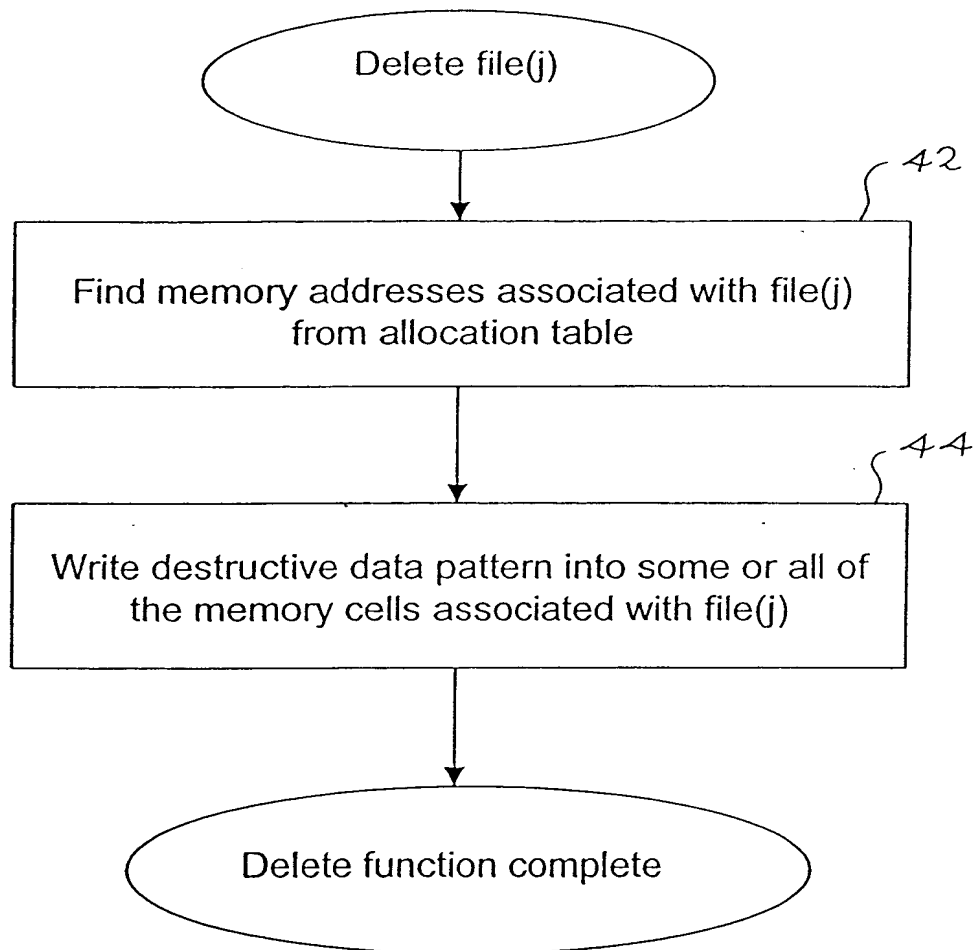 Delete file(j)
42
Find memory addresses associated with file(j)
from allocation table
44
Write destructive data pattern into some or all of
the memory cells associated with file(j)
Delete function complete